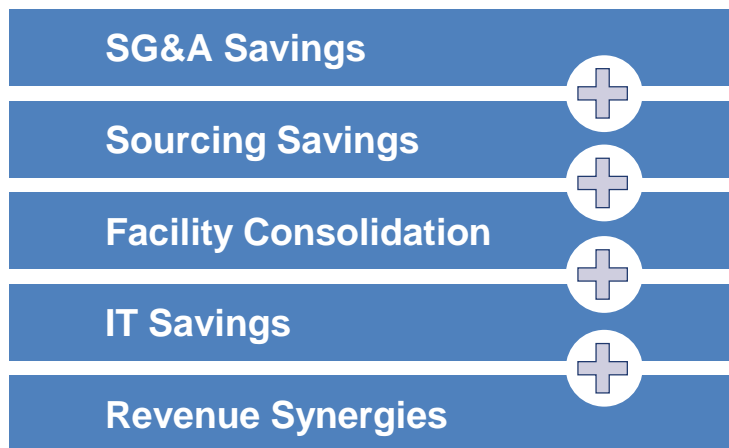 SG&A Savings
Sourcing Savings
Facility Consolidation
IT Savings
Revenue Synergies